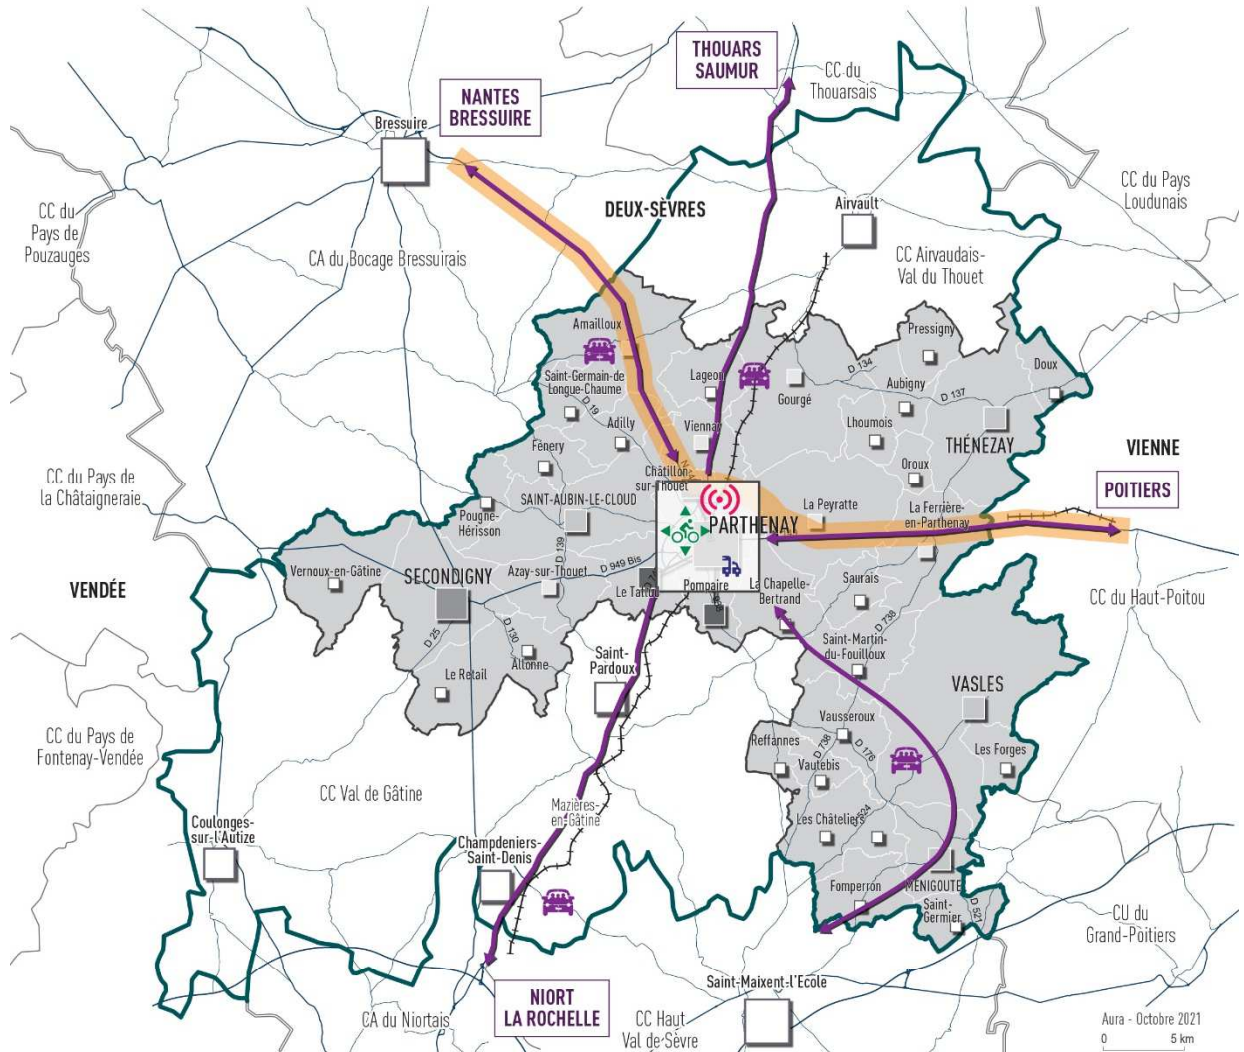 THOUARS
SAUMUR
CC du
Thouarsais
NANTES
BRESSUIRE
Bressuire
CC du Pays
Loudunais
CC du
Pays de
Pouzauges
DEUX-SÈVRES
Airvault
CA du Bocage Bressuirais
CC Airvaudais-
Val du Thouet
Amailloux
Pressigny
D 134
Doux
Saint-Germain de
Longue-Chaume
Lageon
Gourgé
Aubigny
D 137
D 19
Adilly
Viennay
Lhoumois
THÉNEZAY
VIENNE
Fénery
Oroux
CC du Pays de
la Châtaigneraie
Châtillon-
sur-Thouet
POITIERS
SAINT-AUBIN-LE-CLOUD
La Peyratte
La Ferrière-
en-Parthenay
Pougne-
Hérisson
PARTHENAY
D 139
D 949 Bis
VENDÉE
Vernoux-en-Gâtine
SECONDIGNY
Azay-sur-Thouet
Le Tallud
Pompaire
La Chapelle-
Bertrand
Saurais
CC du Haut-Poitou
D 738
D 25
D 130
Allonne
Saint-
Pardoux
Saint-Martin-
du-Fouilloux
Le Retail
VASLES
CC du Pays de
Fontenay-Vendée
Vausseroux
Reffannes
D 738
D 176
Les Forges
Vautebis
CC Val de Gâtine
Mazières-
en-Gâtine
Coulonges-
sur-l'Autize
Les Châteliers
Champdeniers-
Saint-Denis
Fomperron
MÉNIGOUTE
Saint-
Germier
D 521
CU du
Grand-Poitiers
Saint-Maixent-l'Ecole
NIORT
LA ROCHELLE
CA du Niortais
CC Haut
Val de Sèvre
Aura - Octobre 2021
0 5 km